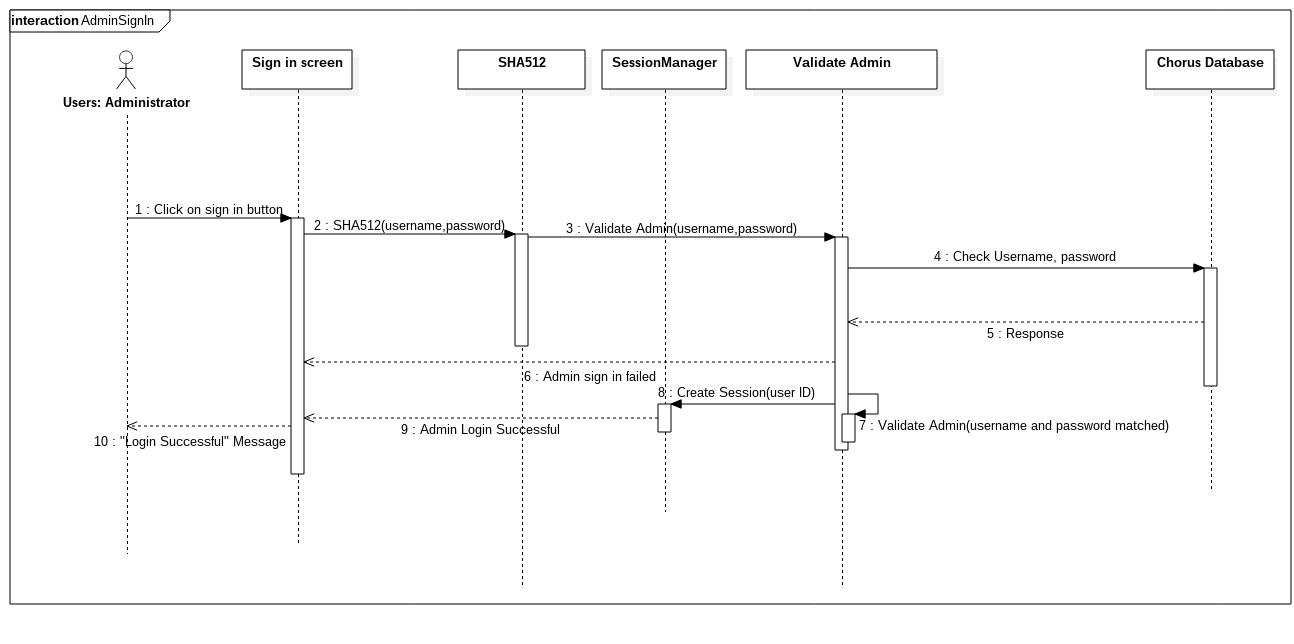 interaction AdminSignIn
Sign in screen
SHA512
SessionManager
Validate Admin
Chorus Database
Users: Administrator
1 : Click on sign in button
2 : SHA512(username,password)
3 : Validate Admin(username,password)
4 : Check Username, password
5 : Response
6 : Admin sign in failed
8 : Create Session(user ID)
7 : Validate Admin(username and password matched)
9 : Admin Login Successful
10 : "Login Successful" Message